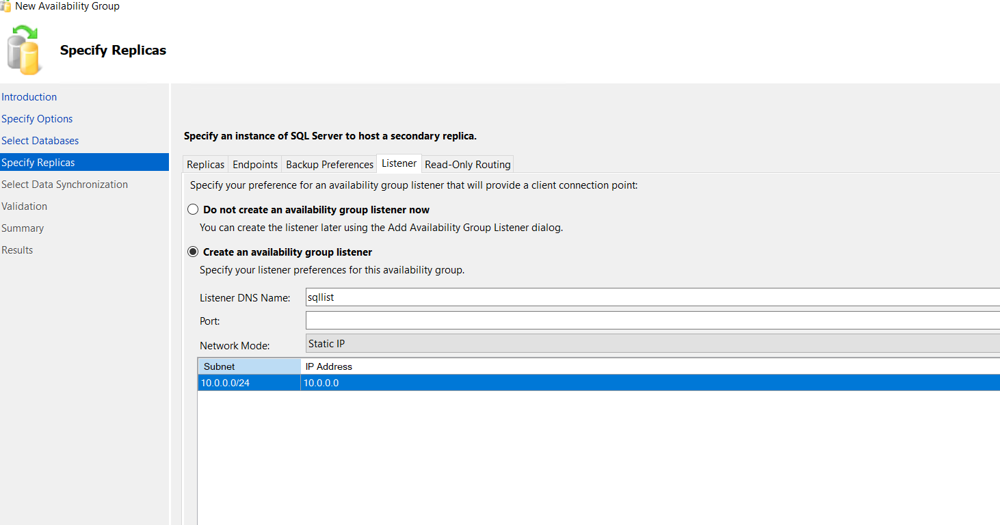 New Availability Group
Specify Replicas
Introduction
Specify Options
Select Databases
Specify Replicas
Select Data Synchronization
Validation
Summary
Results
Specify an instance of SQL Server to host a secondary replica.
Replicas Endpoints Backup Preferences Listener Read-Only Routing
Specify your preference for an availability group listener that will provide a client connection point:
Do not create an availability group listener now
You can create the listener later using the Add Availability Group Listener dialog.
Create an availability group listener
Specify your listener preferences for this availability group.
Listener DNS Name: sqllist
Port:
Network Mode: Static IP
Subnet IP Address
10.0.0.0/24 10.0.0.0